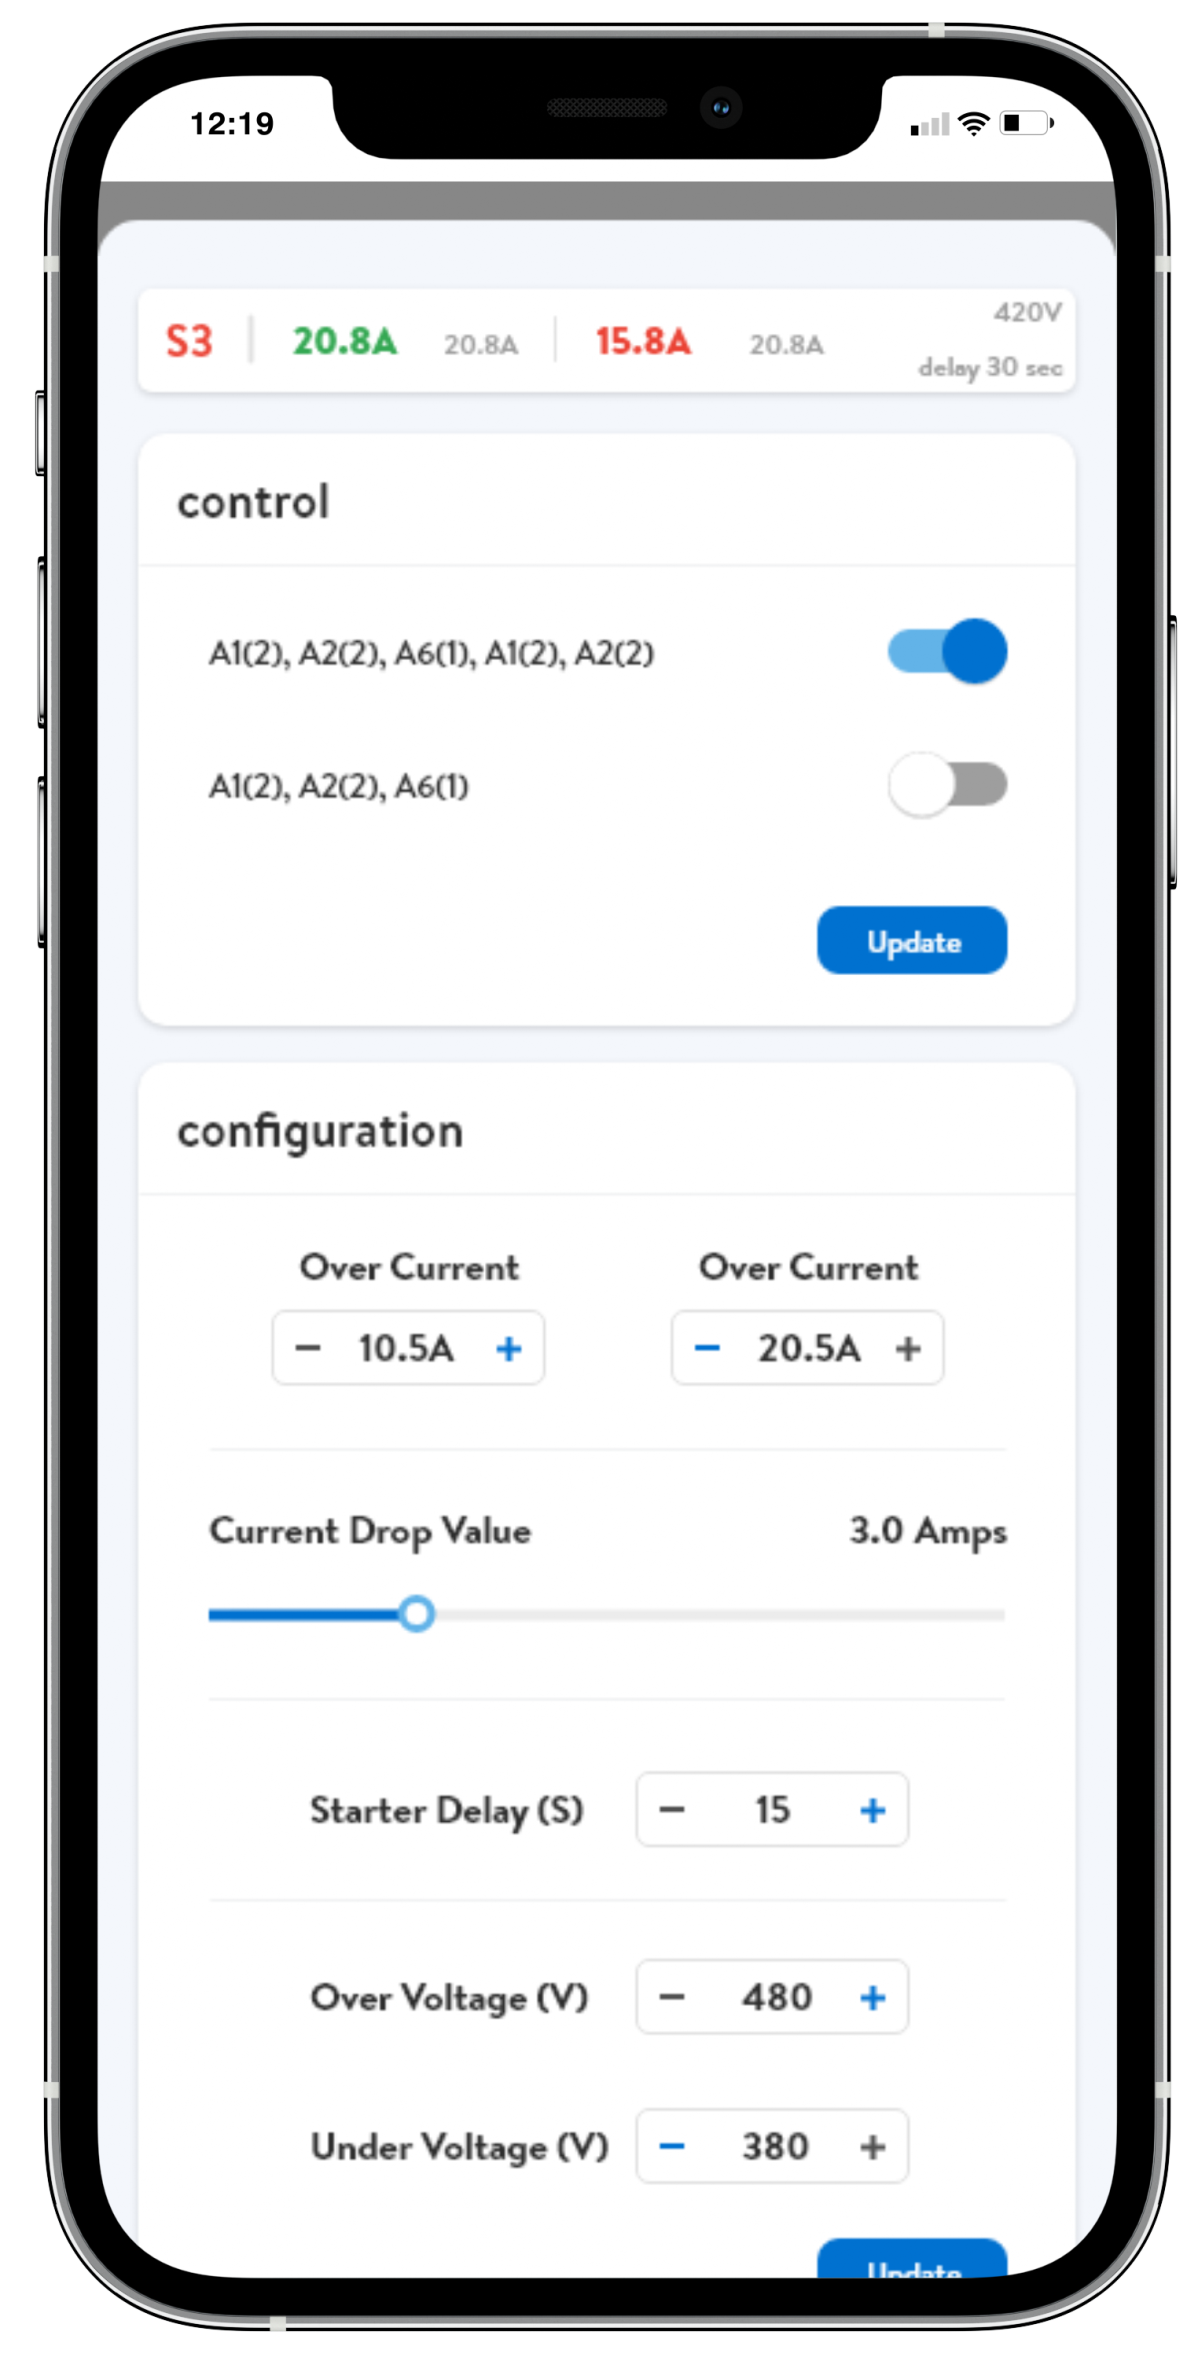 12:19
S3 20.8A 20.8A 15.8A 20.8A 420V
delay 30 sec
control
A1(2), A2(2), A6(1), A1(2), A2(2)
A1(2), A2(2), A6(1)
Update
configuration
Over Current Over Current
− 10.5A + − 20.5A +
Current Drop Value 3.0 Amps
Starter Delay (S) − 15 +
Over Voltage (V) − 480 +
Under Voltage (V) − 380 +
Update